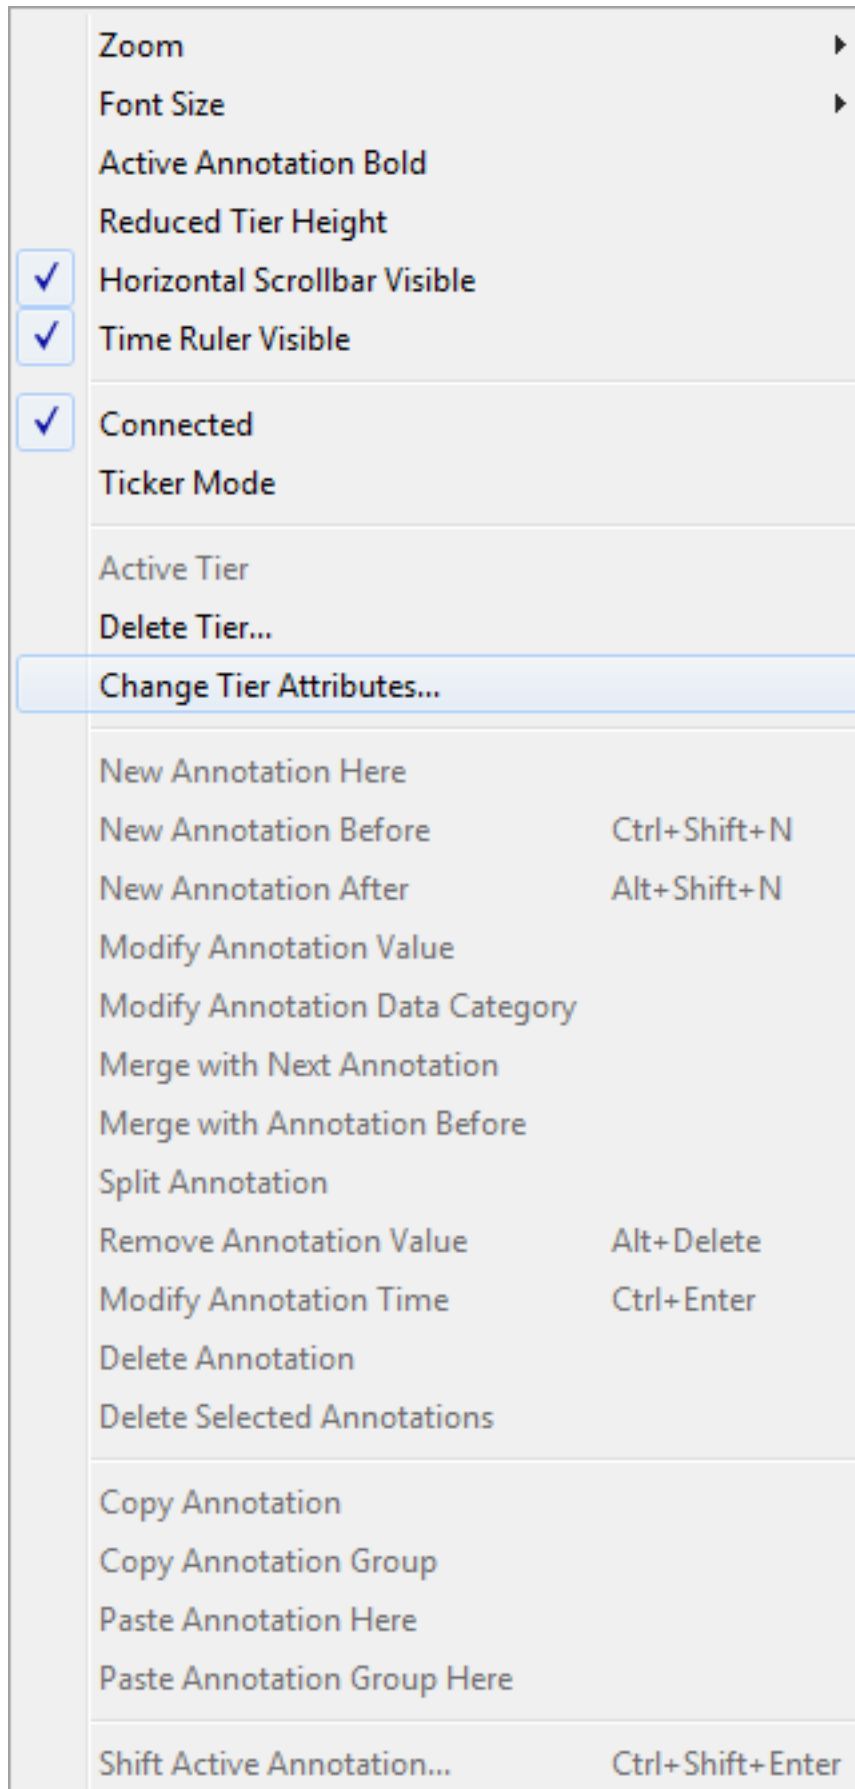 Zoom
Font Size
Active Annotation Bold
Reduced Tier Height
Horizontal Scrollbar Visible
Time Ruler Visible
Connected
Ticker Mode
Active Tier
Delete Tier...
Change Tier Attributes...
New Annotation Here
New Annotation Before Ctrl+Shift+N
New Annotation After Alt+Shift+N
Modify Annotation Value
Modify Annotation Data Category
Merge with Next Annotation
Merge with Annotation Before
Split Annotation
Remove Annotation Value Alt+Delete
Modify Annotation Time Ctrl+Enter
Delete Annotation
Delete Selected Annotations
Copy Annotation
Copy Annotation Group
Paste Annotation Here
Paste Annotation Group Here
Shift Active Annotation... Ctrl+Shift+Enter